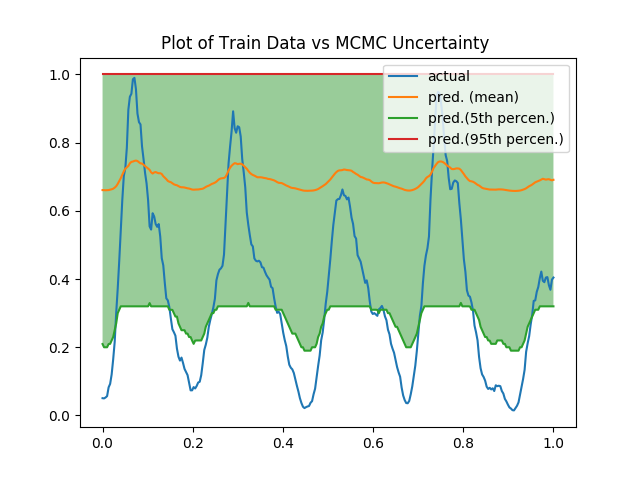 Plot of Train Data vs MCMC Uncertainty
actual
pred. (mean)
pred.(5th percen.)
pred.(95th percen.)
1.0
0.8
0.6
0.4
0.2
0.0
0.0 0.2 0.4 0.6 0.8 1.0